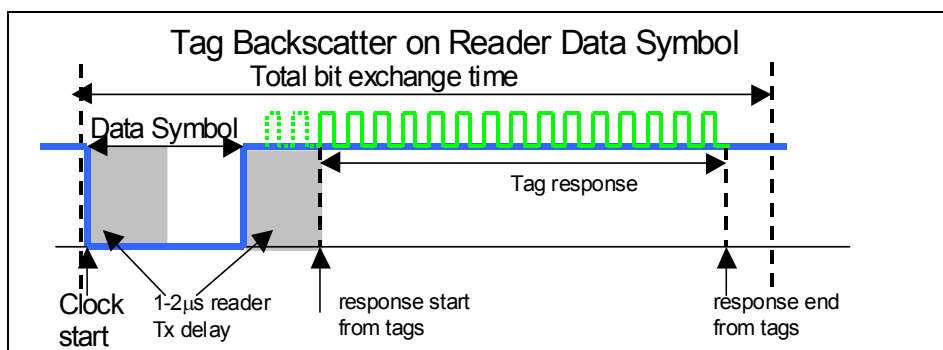 Tag Backscatter on Reader Data Symbol
Total bit exchange time
Data Symbol
Tag response
Clock
start
1-2μs reader
Tx delay
response start
from tags
response end
from tags